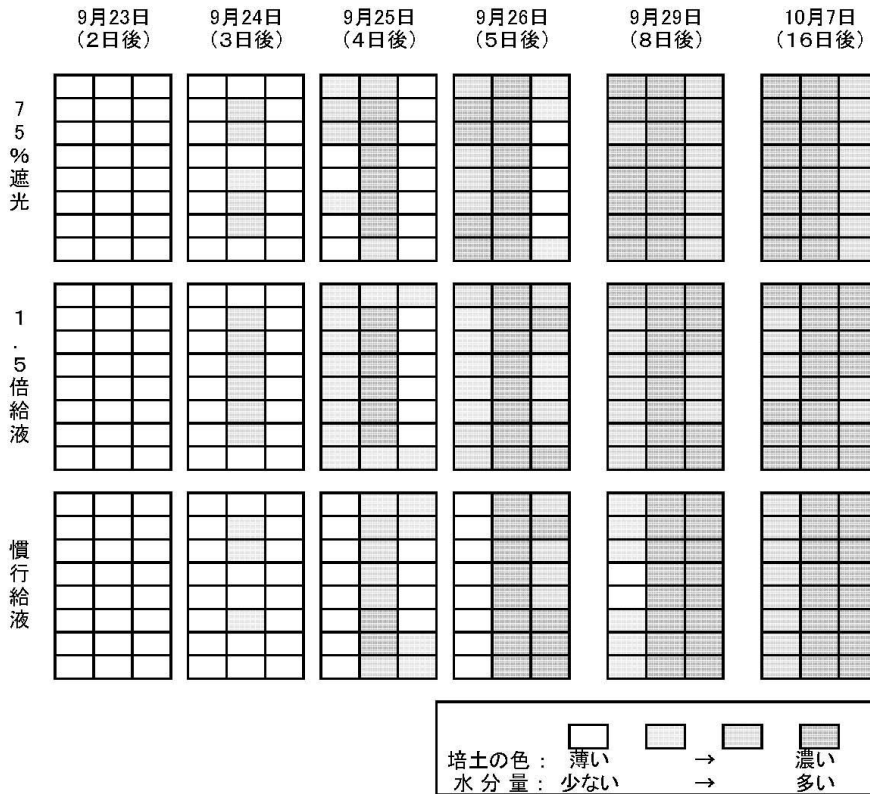 9月23日 9月24日 9月25日 9月26日 9月29日 10月7日
(2日後) (3日後) (4日後) (5日後) (8日後) (16日後)
75%遮光
1.5倍給液
慣行給液
培土の色: 薄い → 濃い
水分量: 少ない → 多い